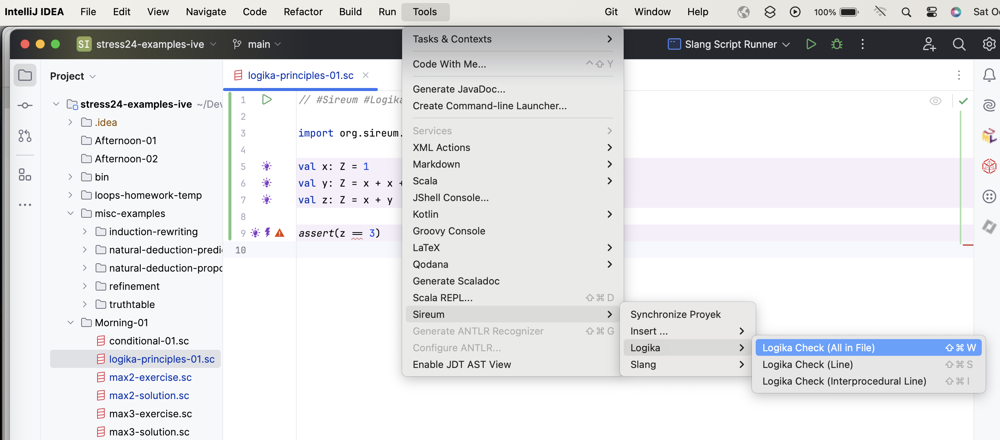 IntelliJ IDEA File Edit View Navigate Code Refactor Build Run Tools Git Window Help 100% Sat
SI stress24-examples-ive main Slang Script Runner
Project
stress24-examples-ive ~/Dev
.idea
Afternoon-01
Afternoon-02
bin
loops-homework-temp
misc-examples
induction-rewriting
natural-deduction-predi
natural-deduction-propo
refinement
truthtable
Morning-01
conditional-01.sc
logika-principles-01.sc
max2-exercise.sc
max2-solution.sc
max3-exercise.sc
max3-solution.sc
logika-principles-01.sc
1 // #Sireum #Logika
2
3 import org.sireum.
4
5 val x: Z = 1
6 val y: Z = x + x +
7 val z: Z = x + y
8
9 assert(z == 3)
10
Tasks & Contexts
Code With Me... ^⇧Y
Generate JavaDoc...
Create Command-line Launcher...
Services
XML Actions
Markdown
Scala
JShell Console...
Kotlin
Groovy Console
LaTeX
Qodana
Generate Scaladoc
Scala REPL... ⇧⌘D
Sireum
Generate ANTLR Recognizer ⇧⌘G
Configure ANTLR...
Enable JDT AST View
Synchronize Proyek
Insert ...
Logika
Slang
Logika Check (All in File) ⇧⌘W
Logika Check (Line) ⇧⌘S
Logika Check (Interprocedural Line) ⇧⌘I
ML